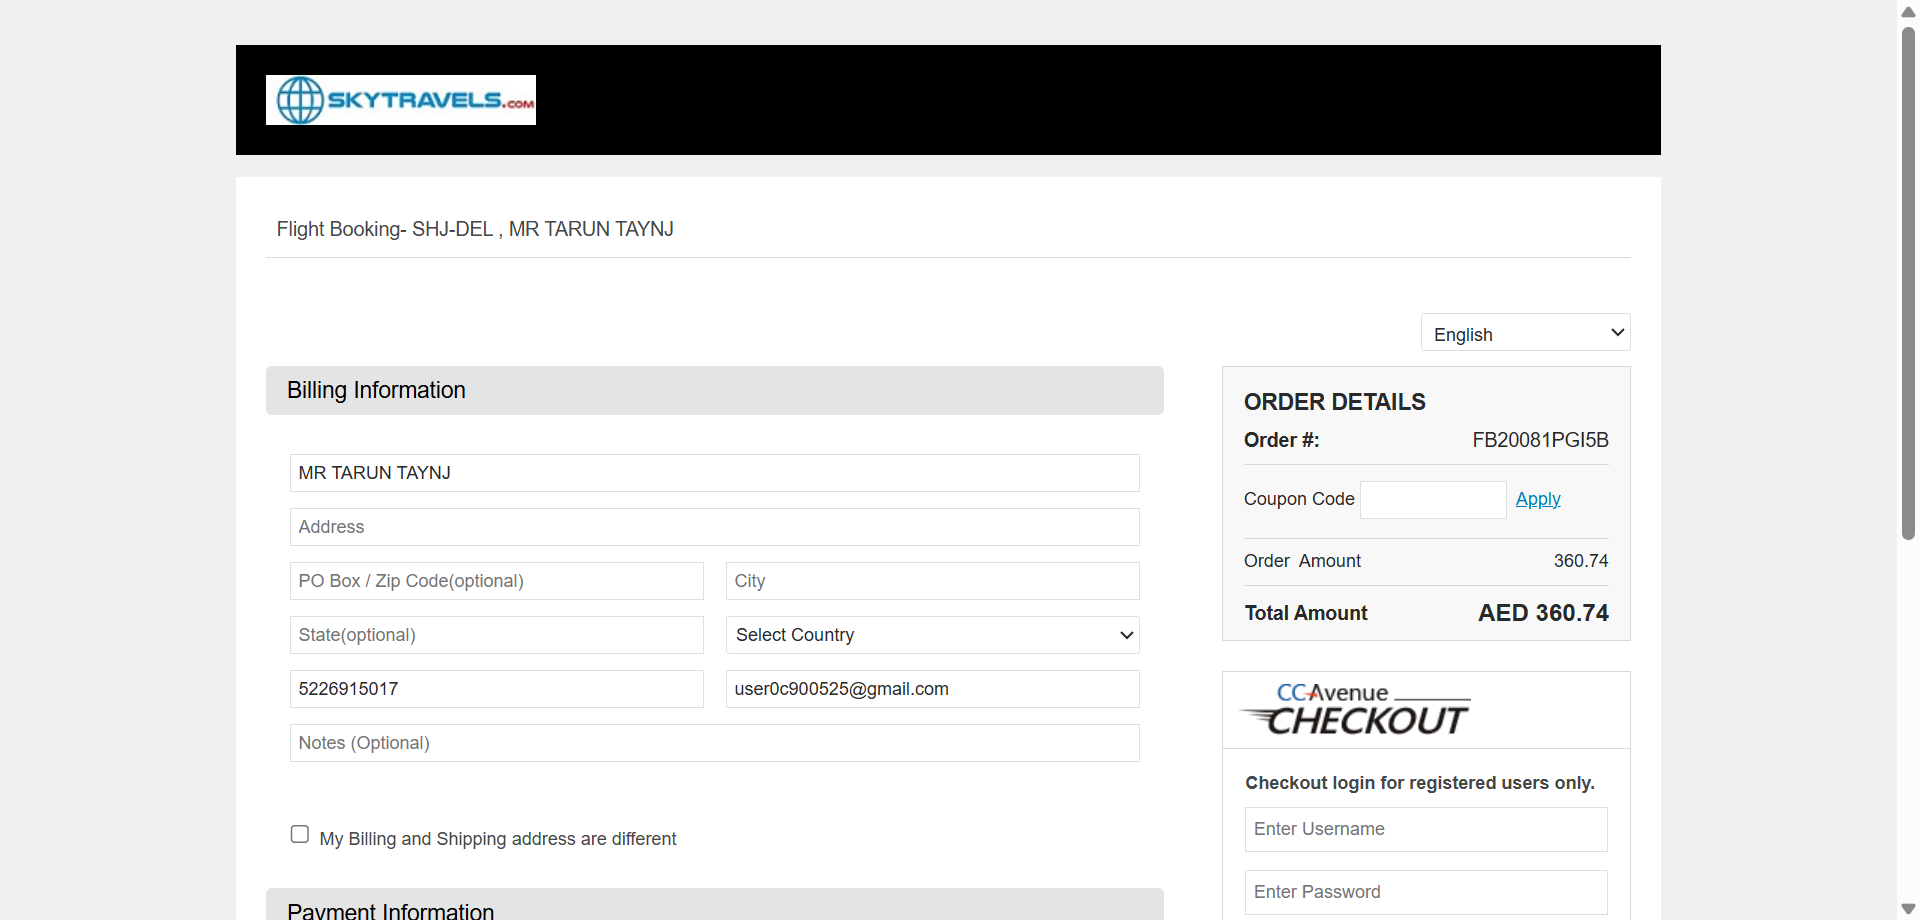 SKYTRAVELS.COM
Flight Booking- SHJ-DEL , MR TARUN TAYNJ
English
Billing Information
MR TARUN TAYNJ
Address
PO Box / Zip Code(optional)
City
State(optional)
Select Country
5226915017
user0c900525@gmail.com
Notes (Optional)
My Billing and Shipping address are different
Payment Information
ORDER DETAILS
Order #: FB20081PGI5B
Coupon Code Apply
Order Amount 360.74
Total Amount AED 360.74
CCAvenue
CHECKOUT
Checkout login for registered users only.
Enter Username
Enter Password